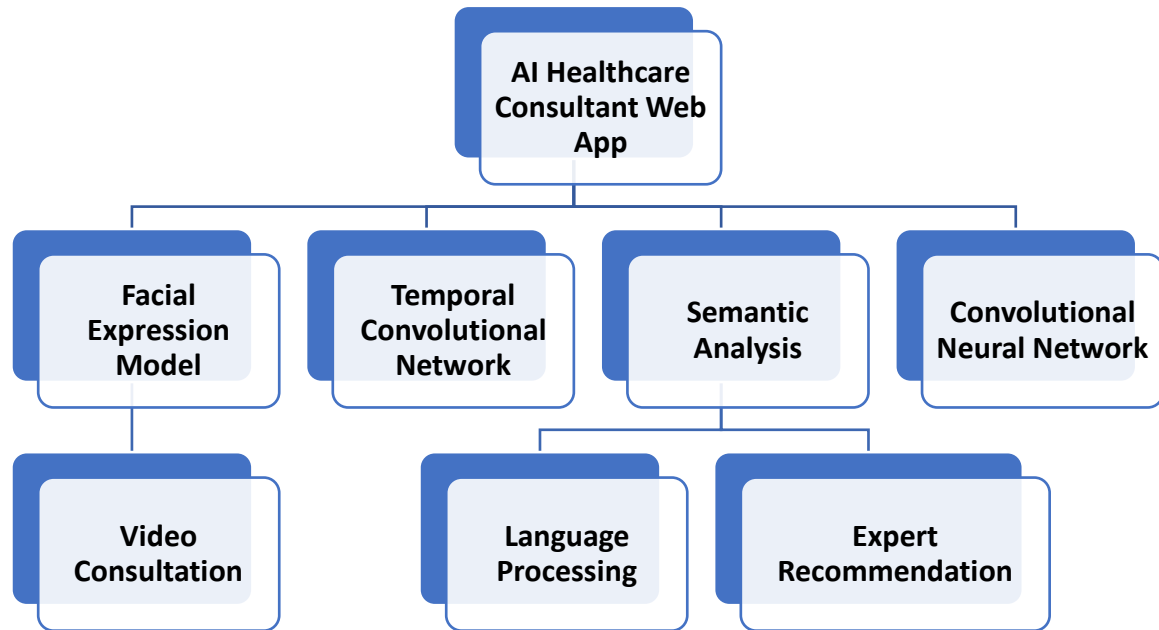 AI Healthcare
Consultant Web
App
Facial
Expression
Model
Temporal
Convolutional
Network
Semantic
Analysis
Convolutional
Neural Network
Video
Consultation
Language
Processing
Expert
Recommendation